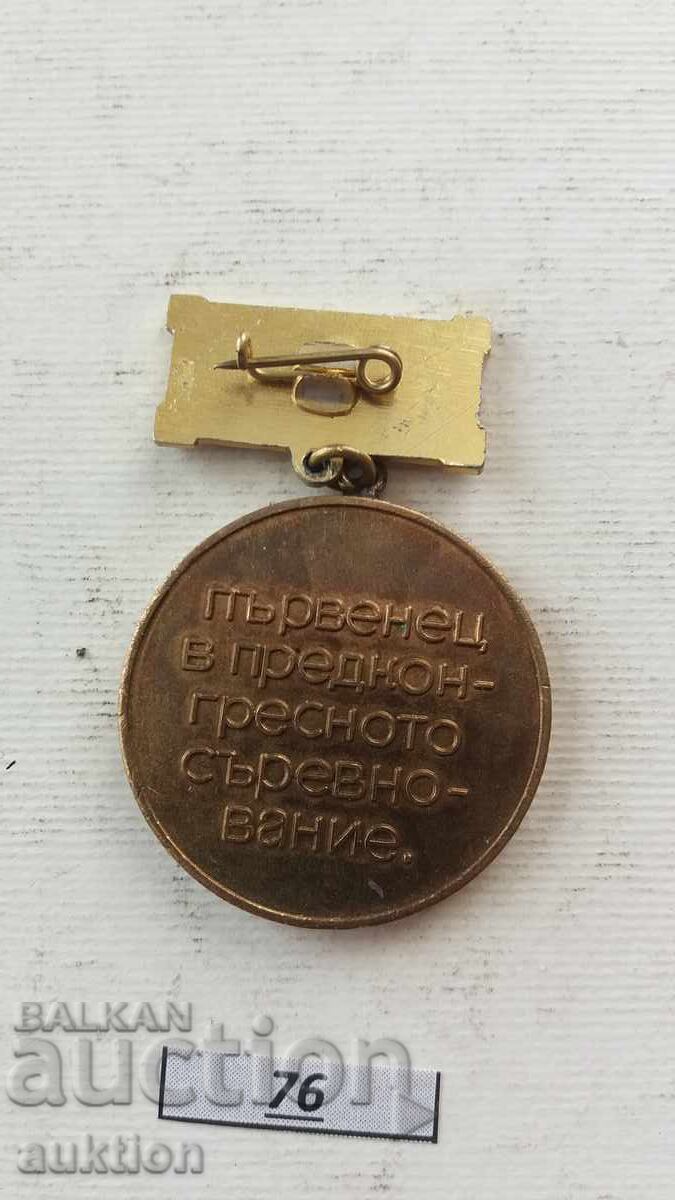 първенец
в предкон-
гресното
съревно-
вание.
BALKAN
auction
76
auktion